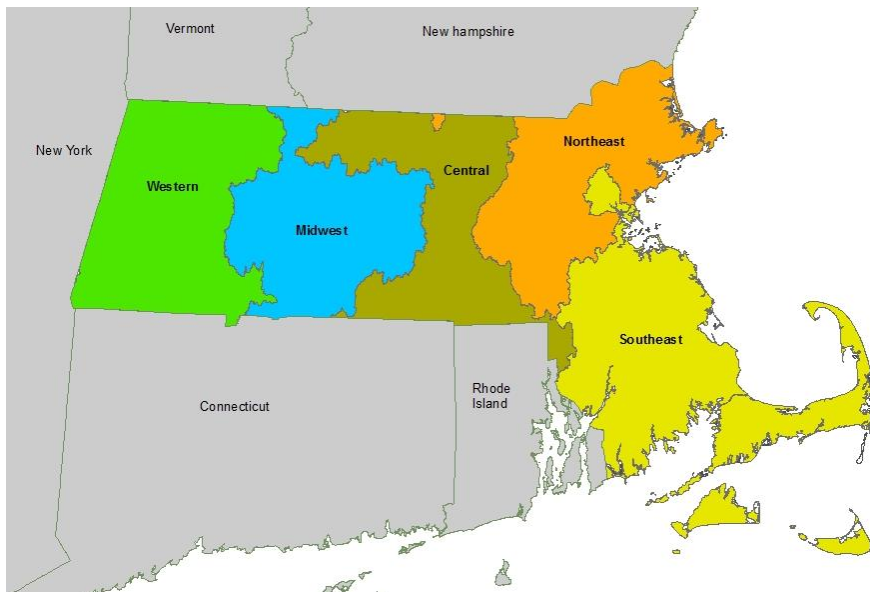 Vermont
New hampshire
New York
Northeast
Western
Central
Midwest
Southeast
Connecticut
Rhode
Island